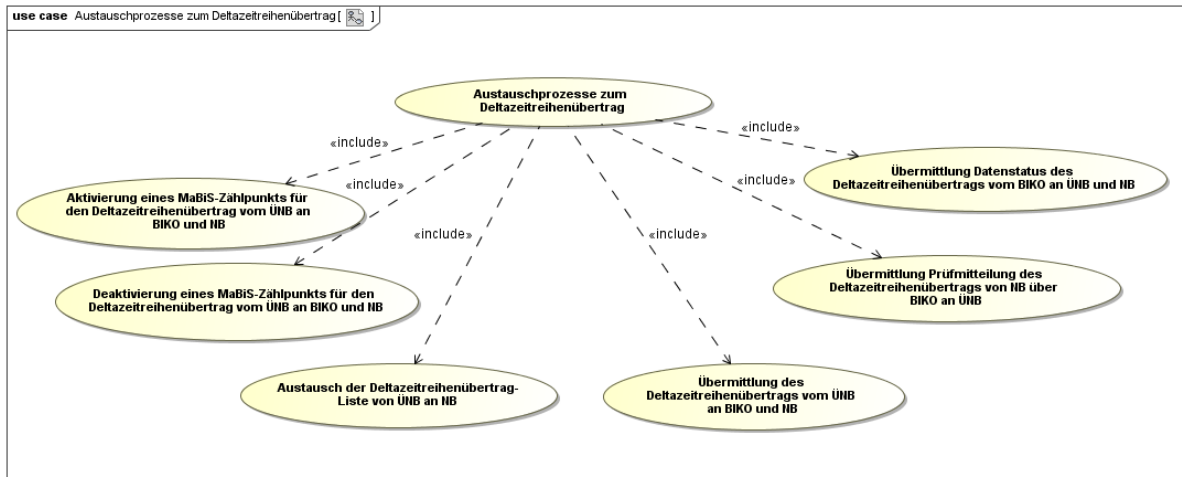 use case Austauschprozesse zum Deltazeitreihenübertrag[ ]
Austauschprozesse zum
Deltazeitreihenübertrag
«include»
«include»
«include»
«include»
«include»
«include»
Aktivierung eines MaBiS-Zählpunkts für
den Deltazeitreihenübertrag vom ÜNB an
BIKO und NB
Deaktivierung eines MaBiS-Zählpunkts für den
Deltazeitreihenübertrag vom ÜNB an BIKO und NB
Austausch der Deltazeitreihenübertrag-
Liste von ÜNB an NB
Übermittlung des
Deltazeitreihenübertrags vom ÜNB
an BIKO und NB
Übermittlung Prüfmitteilung des
Deltazeitreihenübertrags von NB über
BIKO an ÜNB
Übermittlung Datenstatus des
Deltazeitreihenübertrags vom BIKO an ÜNB und NB